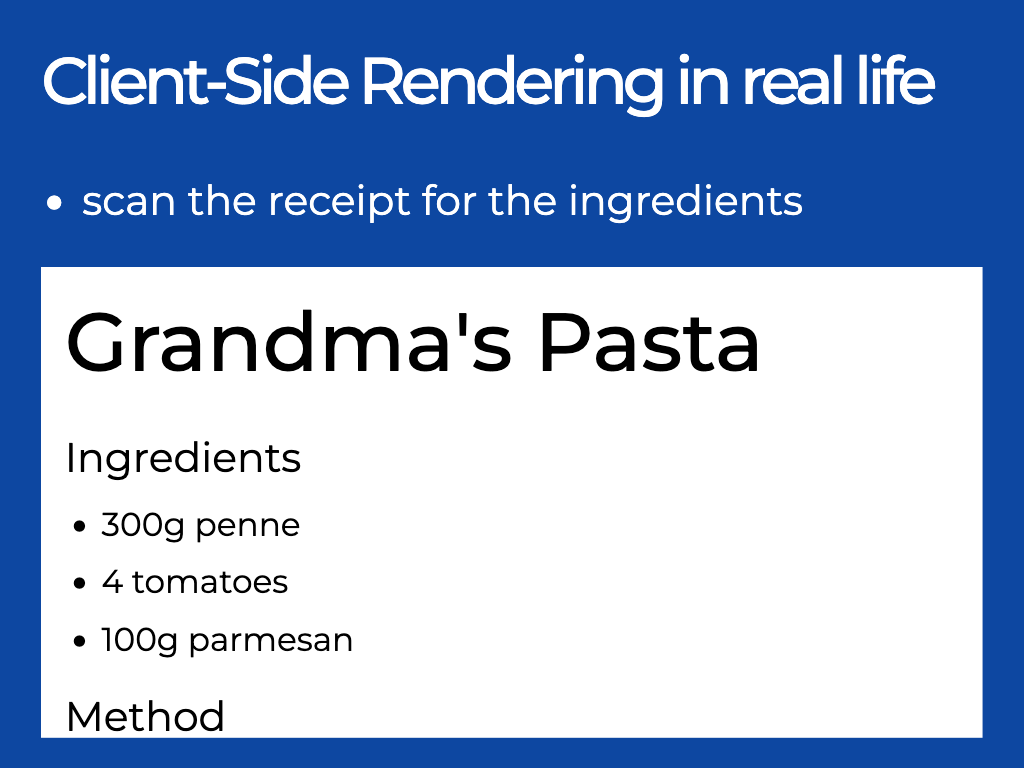 Client-Side Rendering in real life
• scan the receipt for the ingredients
Grandma's Pasta
Ingredients
• 300g penne
• 4 tomatoes
• 100g parmesan
Method